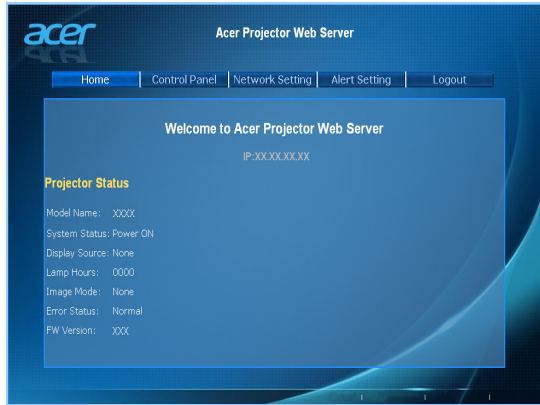 acer
Acer Projector Web Server
Home Control Panel Network Setting Alert Setting Logout
Welcome to Acer Projector Web Server
IP:XX.XX.XX.XX
Projector Status
Model Name: XXXX
System Status: Power ON
Display Source: None
Lamp Hours: 0000
Image Mode: None
Error Status: Normal
FW Version: XXX